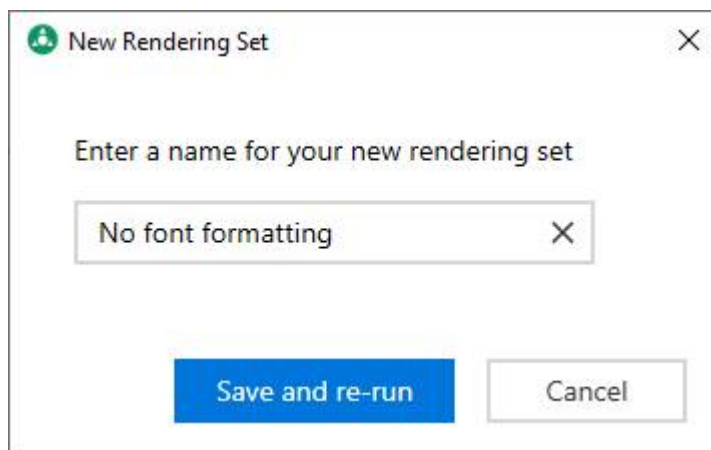 New Rendering Set
Enter a name for your new rendering set
No font formatting
Save and re-run
Cancel